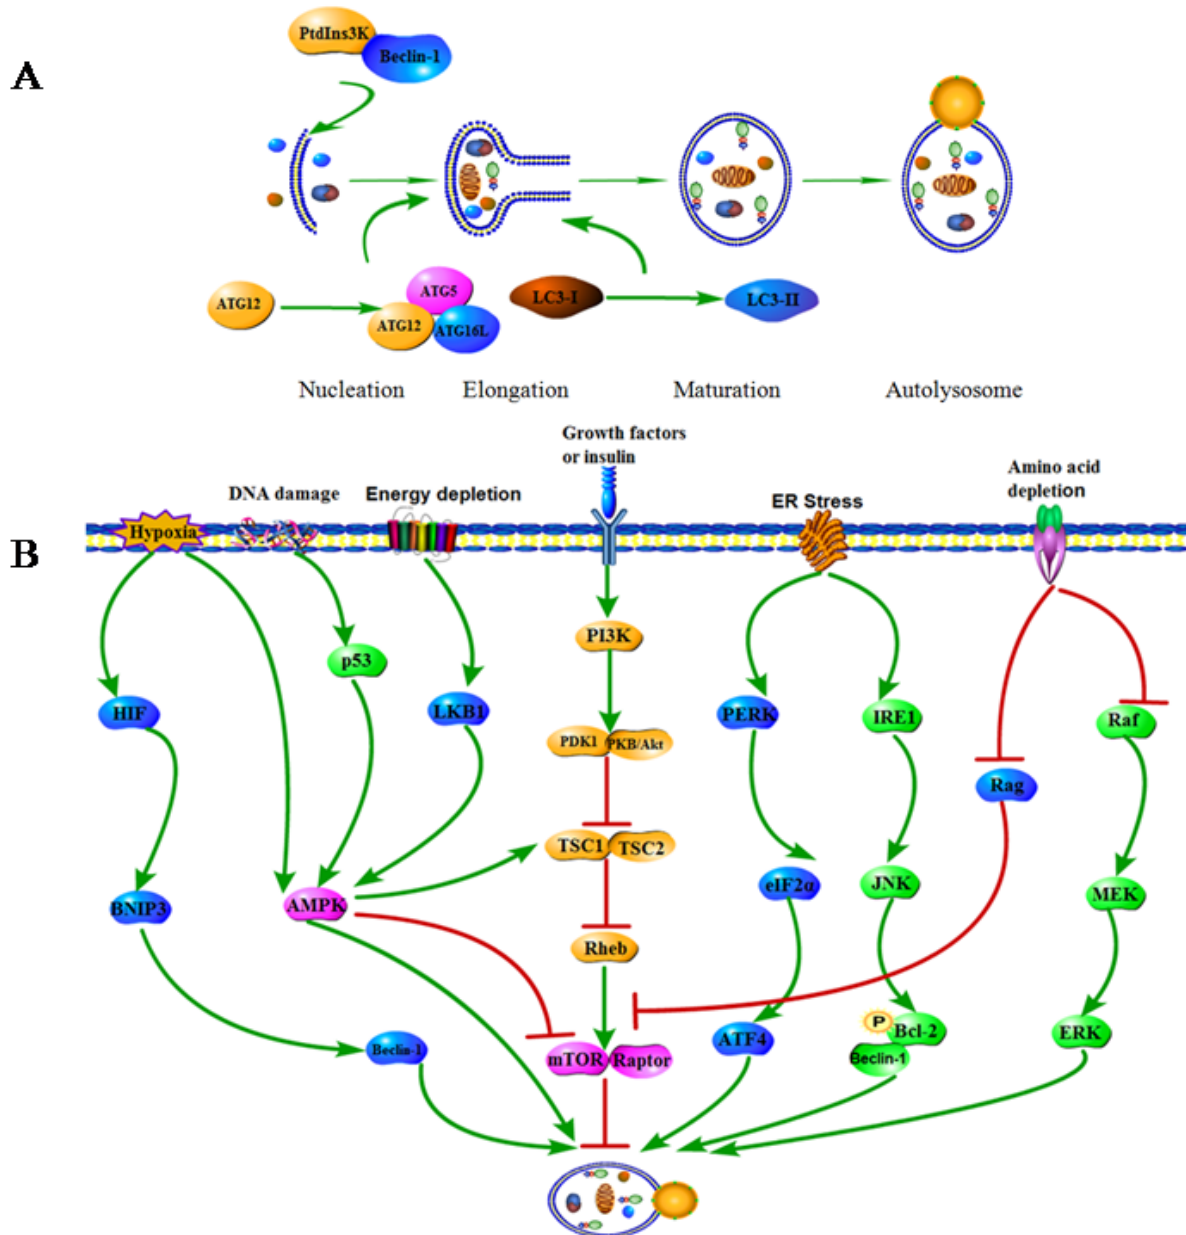 A
PtdIns3K
Beclin-1
ATG12
ATG5
ATG12
ATG16L
LC3-I
LC3-II
Nucleation
Elongation
Maturation
Autolysosome
B
Growth factors
or insulin
Hypoxia
DNA damage
Energy depletion
ER Stress
Amino acid
depletion
PI3K
p53
HIF
LKB1
PDK1
PKB/Akt
PERK
IRE1
Raf
Rag
TSC1
TSC2
BNIP3
AMPK
eIF2α
JNK
MEK
Rheb
Beclin-1
mTOR
Raptor
ATF4
P
Bcl-2
Beclin-1
ERK